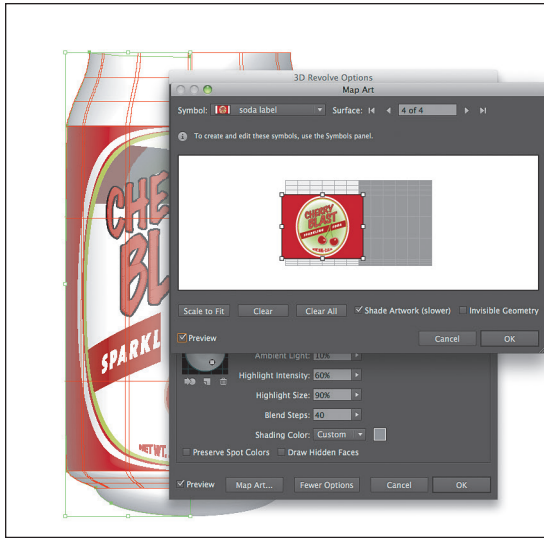 3D Revolve Options
Map Art
Symbol: soda label Surface: 4 of 4
To create and edit these symbols, use the Symbols panel.
CHERRY
BLAST
SPARKLING SODA
Scale to Fit Clear Clear All Shade Artwork (slower) Invisible Geometry
Preview Cancel OK
CHE
BL
SPARKL
NET WT.
Ambient Light: 10%
Highlight Intensity: 60%
Highlight Size: 90%
Blend Steps: 40
Shading Color: Custom
Preserve Spot Colors Draw Hidden Faces
Preview Map Art... Fewer Options Cancel OK